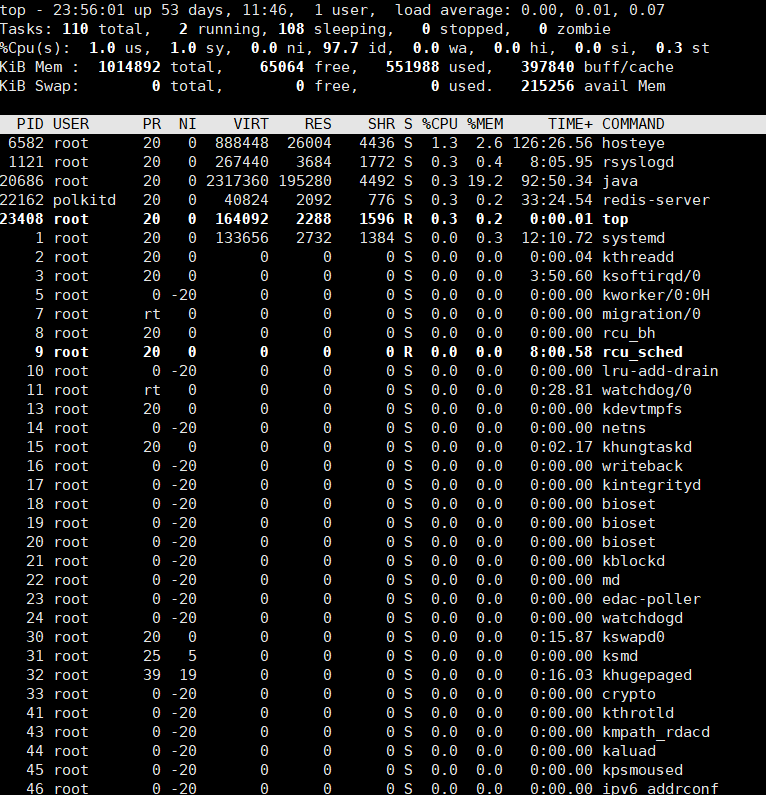 top - 23:56:01 up 53 days, 11:46,  1 user,  load average: 0.00, 0.01, 0.07
Tasks: 110 total,   2 running, 108 sleeping,   0 stopped,   0 zombie
%Cpu(s):  1.0 us,  1.0 sy,  0.0 ni, 97.7 id,  0.0 wa,  0.0 hi,  0.0 si,  0.3 st
KiB Mem :  1014892 total,    65064 free,   551988 used,   397840 buff/cache
KiB Swap:        0 total,        0 free,        0 used.   215256 avail Mem
  PID USER      PR  NI    VIRT    RES    SHR S %CPU %MEM     TIME+ COMMAND
 6582 root      20   0  888448  26004   4436 S  1.3  2.6 126:26.56 hosteye
 1121 root      20   0  267440   3684   1772 S  0.3  0.4   8:05.95 rsyslogd
20686 root      20   0 2317360 195280   4492 S  0.3 19.2  92:50.34 java
22162 polkitd   20   0   40824   2092    776 S  0.3  0.2  33:24.54 redis-server
23408 root      20   0  164092   2288   1596 R  0.3  0.2   0:00.01 top
    1 root      20   0  133656   2732   1384 S  0.0  0.3  12:10.72 systemd
    2 root      20   0       0      0      0 S  0.0  0.0   0:00.04 kthreadd
    3 root      20   0       0      0      0 S  0.0  0.0   3:50.60 ksoftirqd/0
    5 root       0 -20       0      0      0 S  0.0  0.0   0:00.00 kworker/0:0H
    7 root      rt   0       0      0      0 S  0.0  0.0   0:00.00 migration/0
    8 root      20   0       0      0      0 S  0.0  0.0   0:00.00 rcu_bh
    9 root      20   0       0      0      0 R  0.0  0.0   8:00.58 rcu_sched
   10 root       0 -20       0      0      0 S  0.0  0.0   0:00.00 lru-add-drain
   11 root      rt   0       0      0      0 S  0.0  0.0   0:28.81 watchdog/0
   13 root      20   0       0      0      0 S  0.0  0.0   0:00.00 kdevtmpfs
   14 root       0 -20       0      0      0 S  0.0  0.0   0:00.00 netns
   15 root      20   0       0      0      0 S  0.0  0.0   0:02.17 khungtaskd
   16 root       0 -20       0      0      0 S  0.0  0.0   0:00.00 writeback
   17 root       0 -20       0      0      0 S  0.0  0.0   0:00.00 kintegrityd
   18 root       0 -20       0      0      0 S  0.0  0.0   0:00.00 bioset
   19 root       0 -20       0      0      0 S  0.0  0.0   0:00.00 bioset
   20 root       0 -20       0      0      0 S  0.0  0.0   0:00.00 bioset
   21 root       0 -20       0      0      0 S  0.0  0.0   0:00.00 kblockd
   22 root       0 -20       0      0      0 S  0.0  0.0   0:00.00 md
   23 root       0 -20       0      0      0 S  0.0  0.0   0:00.00 edac-poller
   24 root       0 -20       0      0      0 S  0.0  0.0   0:00.00 watchdogd
   30 root      20   0       0      0      0 S  0.0  0.0   0:15.87 kswapd0
   31 root      25   5       0      0      0 S  0.0  0.0   0:00.00 ksmd
   32 root      39  19       0      0      0 S  0.0  0.0   0:16.03 khugepaged
   33 root       0 -20       0      0      0 S  0.0  0.0   0:00.00 crypto
   41 root       0 -20       0      0      0 S  0.0  0.0   0:00.00 kthrotld
   43 root       0 -20       0      0      0 S  0.0  0.0   0:00.00 kmpath_rdacd
   44 root       0 -20       0      0      0 S  0.0  0.0   0:00.00 kaluad
   45 root       0 -20       0      0      0 S  0.0  0.0   0:00.00 kpsmoused
   46 root       0 -20       0      0      0 S  0.0  0.0   0:00.00 ipv6_addrconf